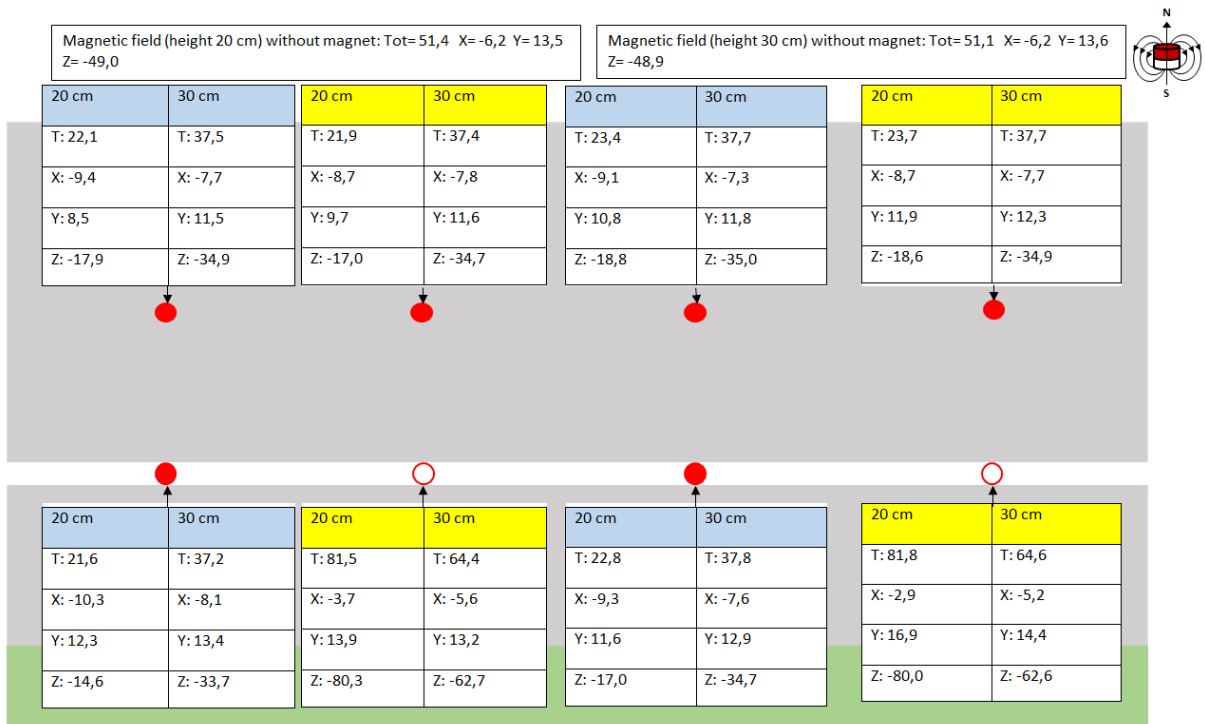 Magnetic field (height 20 cm) without magnet: Tot= 51,4 X= -6,2 Y= 13,5
Z= -49,0
Magnetic field (height 30 cm) without magnet: Tot= 51,1 X= -6,2 Y= 13,6
Z= -48,9
N
S
20 cm 30 cm
T: 22,1 T: 37,5
X: -9,4 X: -7,7
Y: 8,5 Y: 11,5
Z: -17,9 Z: -34,9
20 cm 30 cm
T: 21,9 T: 37,4
X: -8,7 X: -7,8
Y: 9,7 Y: 11,6
Z: -17,0 Z: -34,7
20 cm 30 cm
T: 23,4 T: 37,7
X: -9,1 X: -7,3
Y: 10,8 Y: 11,8
Z: -18,8 Z: -35,0
20 cm 30 cm
T: 23,7 T: 37,7
X: -8,7 X: -7,7
Y: 11,9 Y: 12,3
Z: -18,6 Z: -34,9
20 cm 30 cm
T: 21,6 T: 37,2
X: -10,3 X: -8,1
Y: 12,3 Y: 13,4
Z: -14,6 Z: -33,7
20 cm 30 cm
T: 81,5 T: 64,4
X: -3,7 X: -5,6
Y: 13,9 Y: 13,2
Z: -80,3 Z: -62,7
20 cm 30 cm
T: 22,8 T: 37,8
X: -9,3 X: -7,6
Y: 11,6 Y: 12,9
Z: -17,0 Z: -34,7
20 cm 30 cm
T: 81,8 T: 64,6
X: -2,9 X: -5,2
Y: 16,9 Y: 14,4
Z: -80,0 Z: -62,6